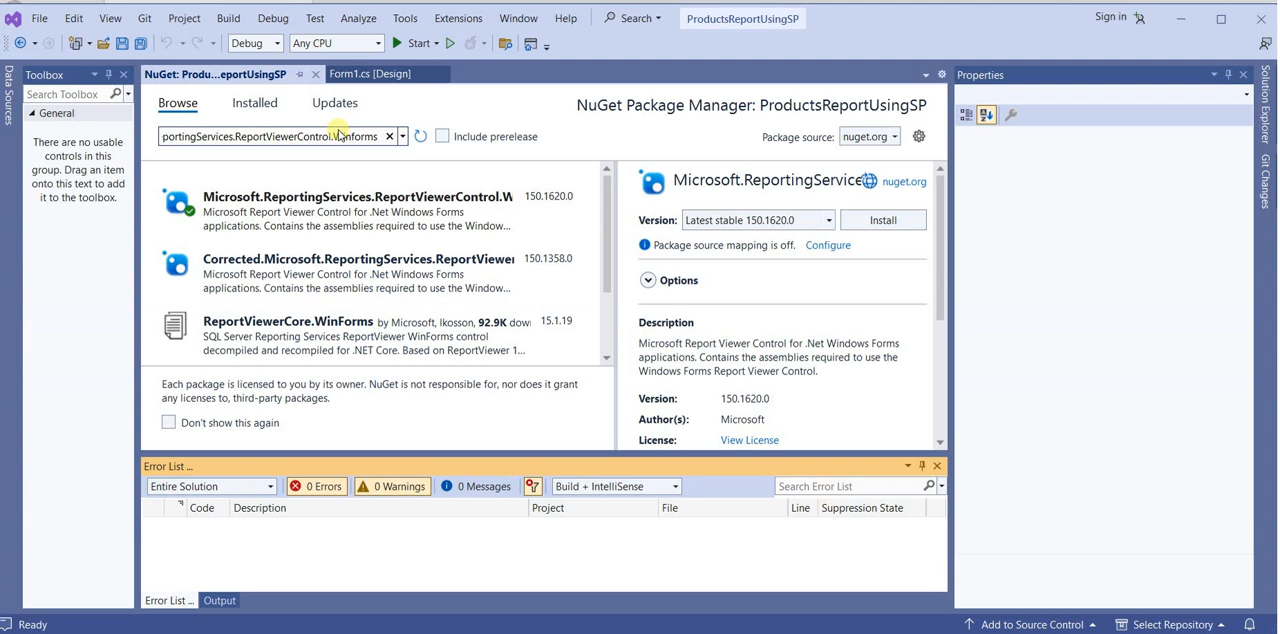 File Edit View Git Project Build Debug Test Analyze Tools Extensions Window Help Search ProductsReportUsingSP Sign in
Debug Any CPU Start
Data Sources
Toolbox
Search Toolbox
General
There are no usable
controls in this
group. Drag an item
onto this text to add
it to the toolbox.
NuGet: Produ...eportUsingSP Form1.cs [Design]
Browse Installed Updates
NuGet Package Manager: ProductsReportUsingSP
portingServices.ReportViewerControl.Winforms Include prerelease
Package source: nuget.org
Microsoft.ReportingServices.ReportViewerControl.W 150.1620.0
Microsoft Report Viewer Control for .Net Windows Forms
applications. Contains the assemblies required to use the Window...
Corrected.Microsoft.ReportingServices.ReportViewer 150.1358.0
Microsoft Report Viewer Control for .Net Windows Forms
applications. Contains the assemblies required to use the Window...
ReportViewerCore.WinForms by Microsoft, lkosson, 92.9K dow 15.1.19
SQL Server Reporting Services ReportViewer WinForms control
decompiled and recompiled for .NET Core. Based on ReportViewer 1...
Each package is licensed to you by its owner. NuGet is not responsible for, nor does it grant
any licenses to, third-party packages.
Don't show this again
Microsoft.ReportingService nuget.org
Version: Latest stable 150.1620.0 Install
Package source mapping is off. Configure
Options
Description
Microsoft Report Viewer Control for .Net Windows Forms
applications. Contains the assemblies required to use the
Windows Forms Report Viewer Control.
Version: 150.1620.0
Author(s): Microsoft
License: View License
Error List ...
Entire Solution 0 Errors 0 Warnings 0 Messages Build + IntelliSense Search Error List
Code Description Project File Line Suppression State
Error List ... Output
Properties
Solution Explorer
Git Changes
Ready Add to Source Control Select Repository